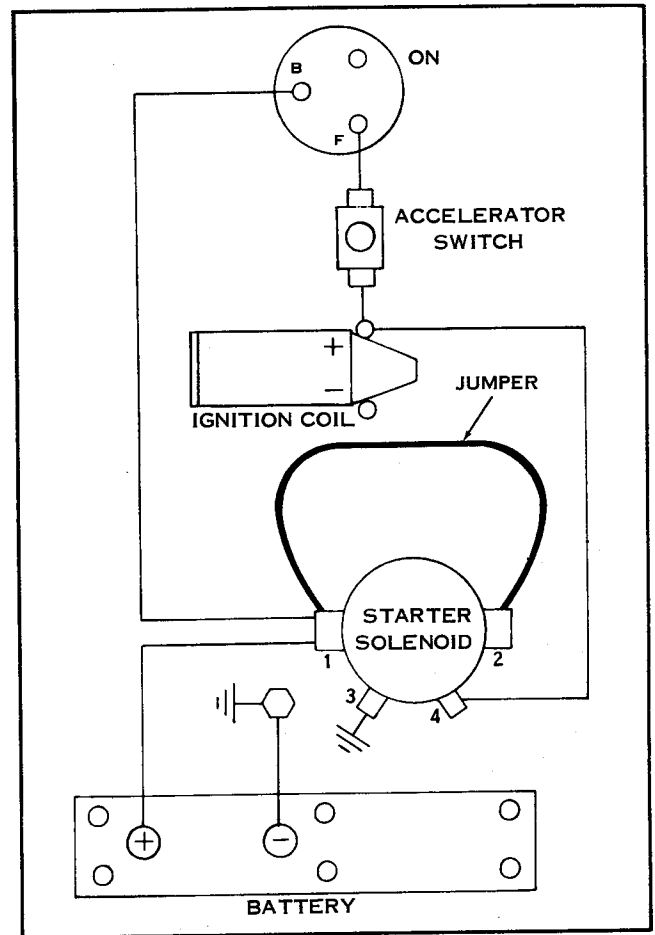 B
ON
F
ACCELERATOR
SWITCH
+
−
IGNITION COIL
JUMPER
STARTER
SOLENOID
1
2
3
4
+
−
BATTERY